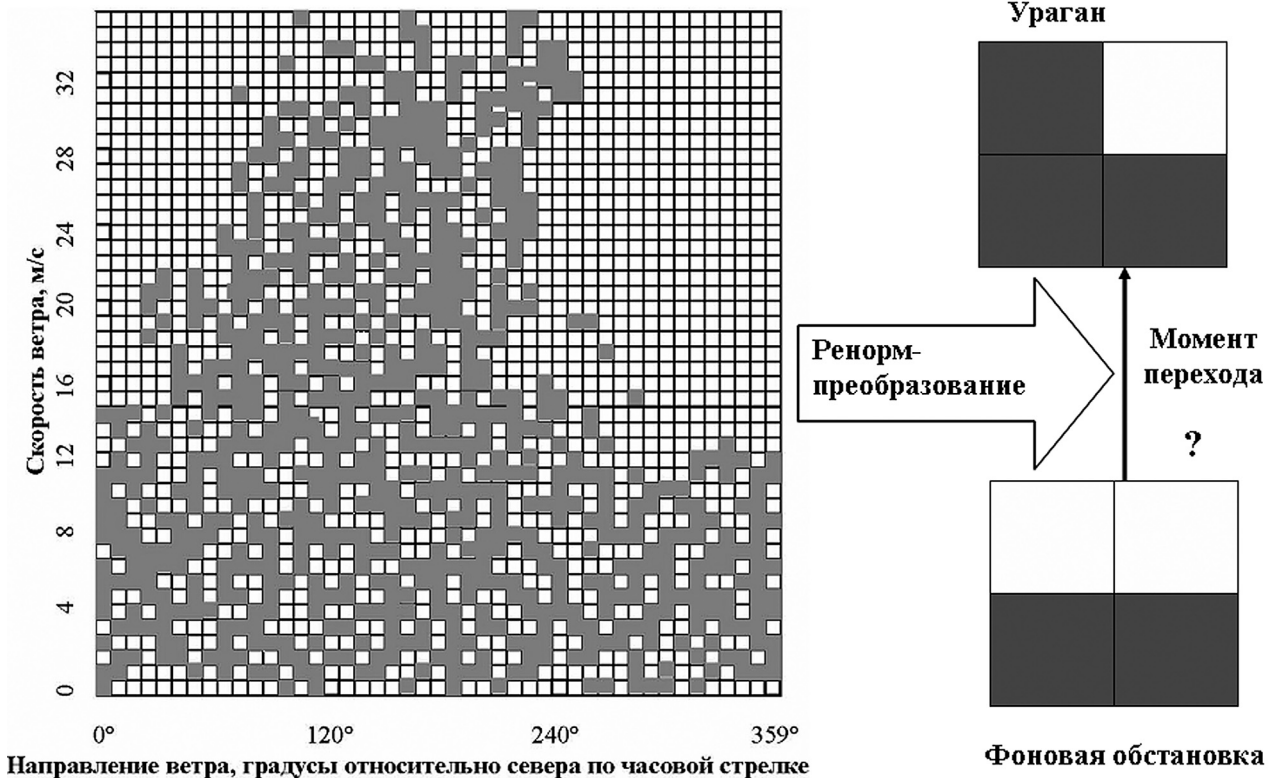 Ураган
Скорость ветра, м/с
32
28
24
20
16
12
8
4
0
0°
120°
240°
359°
Направление ветра, градусы относительно севера по часовой стрелке
Ренорм-
преобразование
Момент
перехода
?
Фоновая обстановка